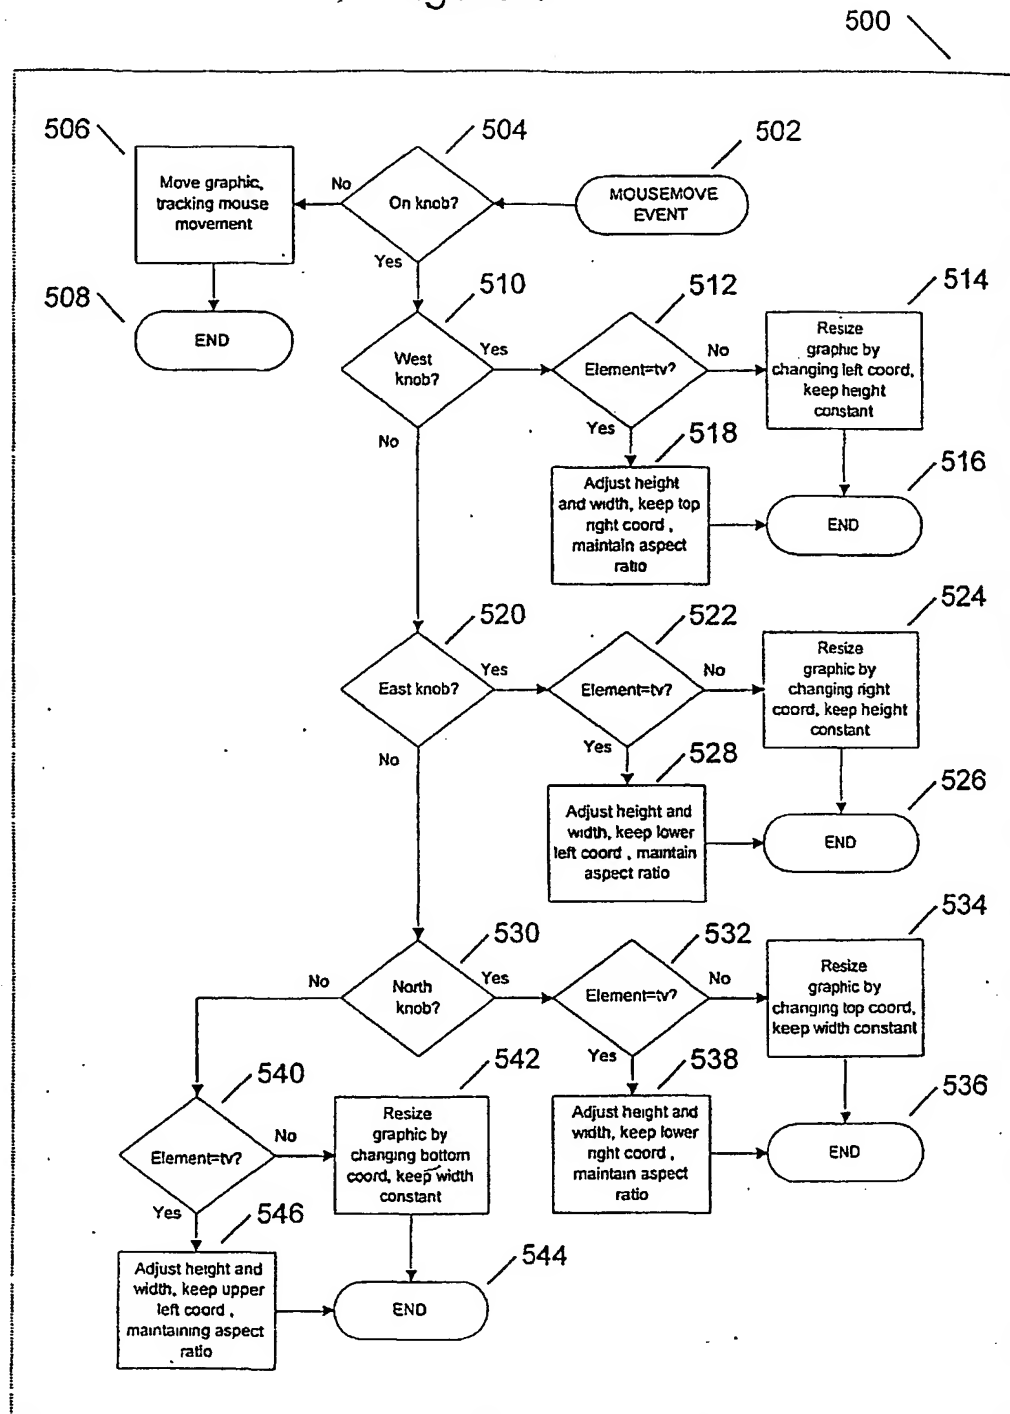 500
506
504
502
Move graphic,
tracking mouse
movement
No
On knob?
MOUSEMOVE
EVENT
Yes
508
END
510
512
514
West
knob?
Yes
Element=tv?
No
Resize
graphic by
changing left coord,
keep height
constant
No
Yes
518
516
Adjust height
and width, keep top
right coord ,
maintain aspect
ratio
END
520
522
524
East knob?
Yes
Element=tv?
No
Resize
graphic by
changing right
coord, keep height
constant
No
Yes
528
526
Adjust height and
width, keep lower
left coord , maintain
aspect ratio
END
530
532
534
No
North
knob?
Yes
Element=tv?
No
Resize
graphic by
changing top coord,
keep width constant
Yes
538
536
540
542
Element=tv?
No
Resize
graphic by
changing bottom
coord, keep width
constant
Adjust height and
width, keep lower
right coord ,
maintain aspect
ratio
END
Yes
546
544
Adjust height and
width, keep upper
left coord ,
maintaining aspect
ratio
END